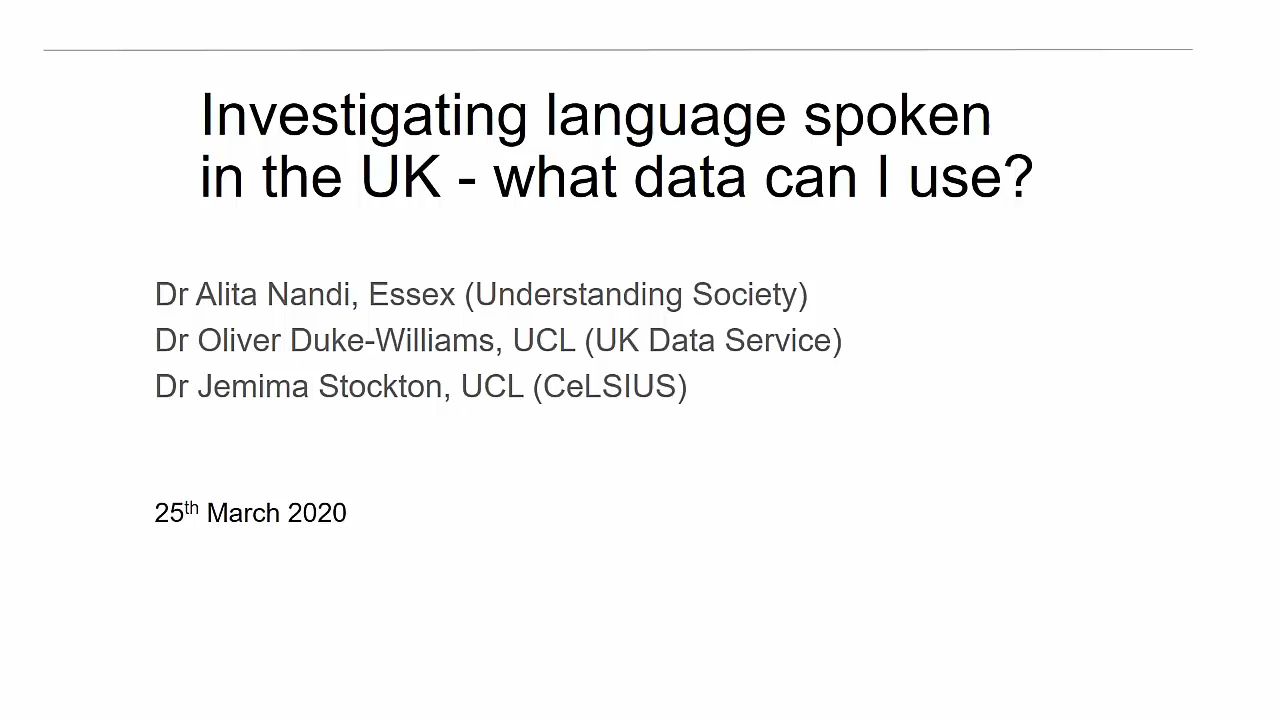 Investigating language spoken
in the UK - what data can I use?
Dr Alita Nandi, Essex (Understanding Society)
Dr Oliver Duke-Williams, UCL (UK Data Service)
Dr Jemima Stockton, UCL (CeLSIUS)
25th March 2020